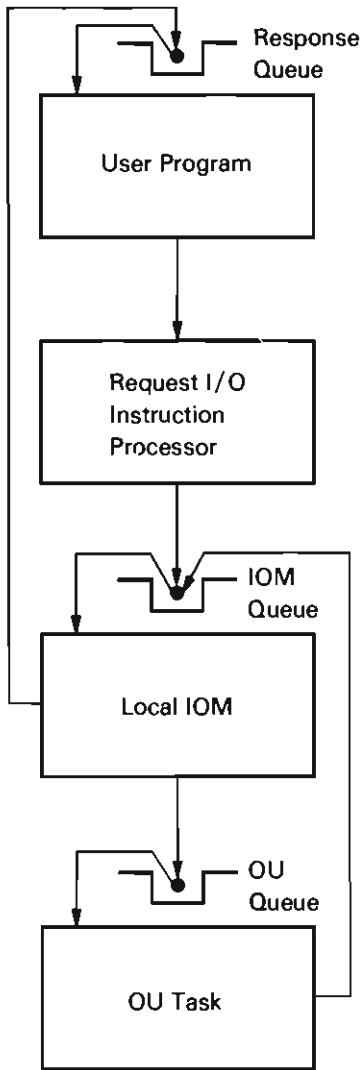 Response
Queue
User Program
Request I/O
Instruction
Processor
IOM
Queue
Local IOM
OU
Queue
OU Task